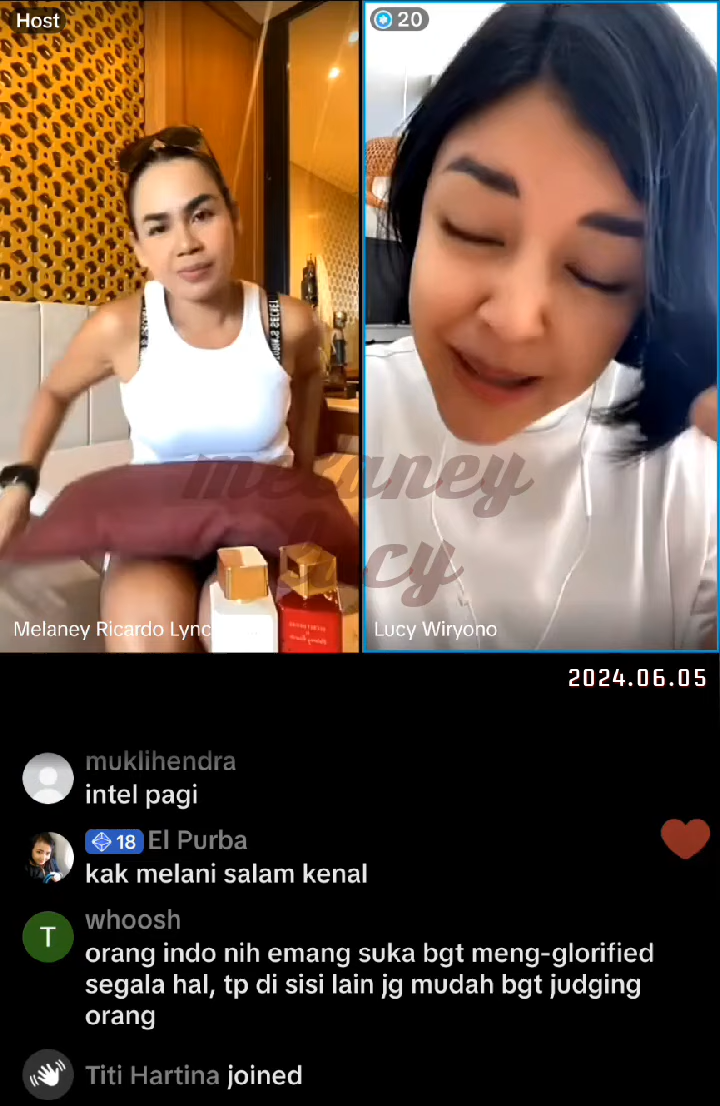 Host
20
Melaney Ricardo Lync
Lucy Wiryono
melaney
lucy
2024.06.05
muklihendra
intel pagi
18 El Purba
kak melani salam kenal
T
whoosh
orang indo nih emang suka bgt meng-glorified
segala hal, tp di sisi lain jg mudah bgt judging
orang
Titi Hartina joined